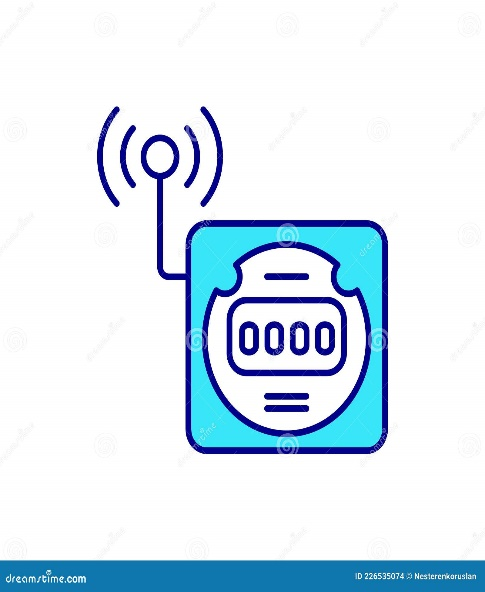 0000
dreamstime.com
ID 226535074 © Nesterenkoruslan